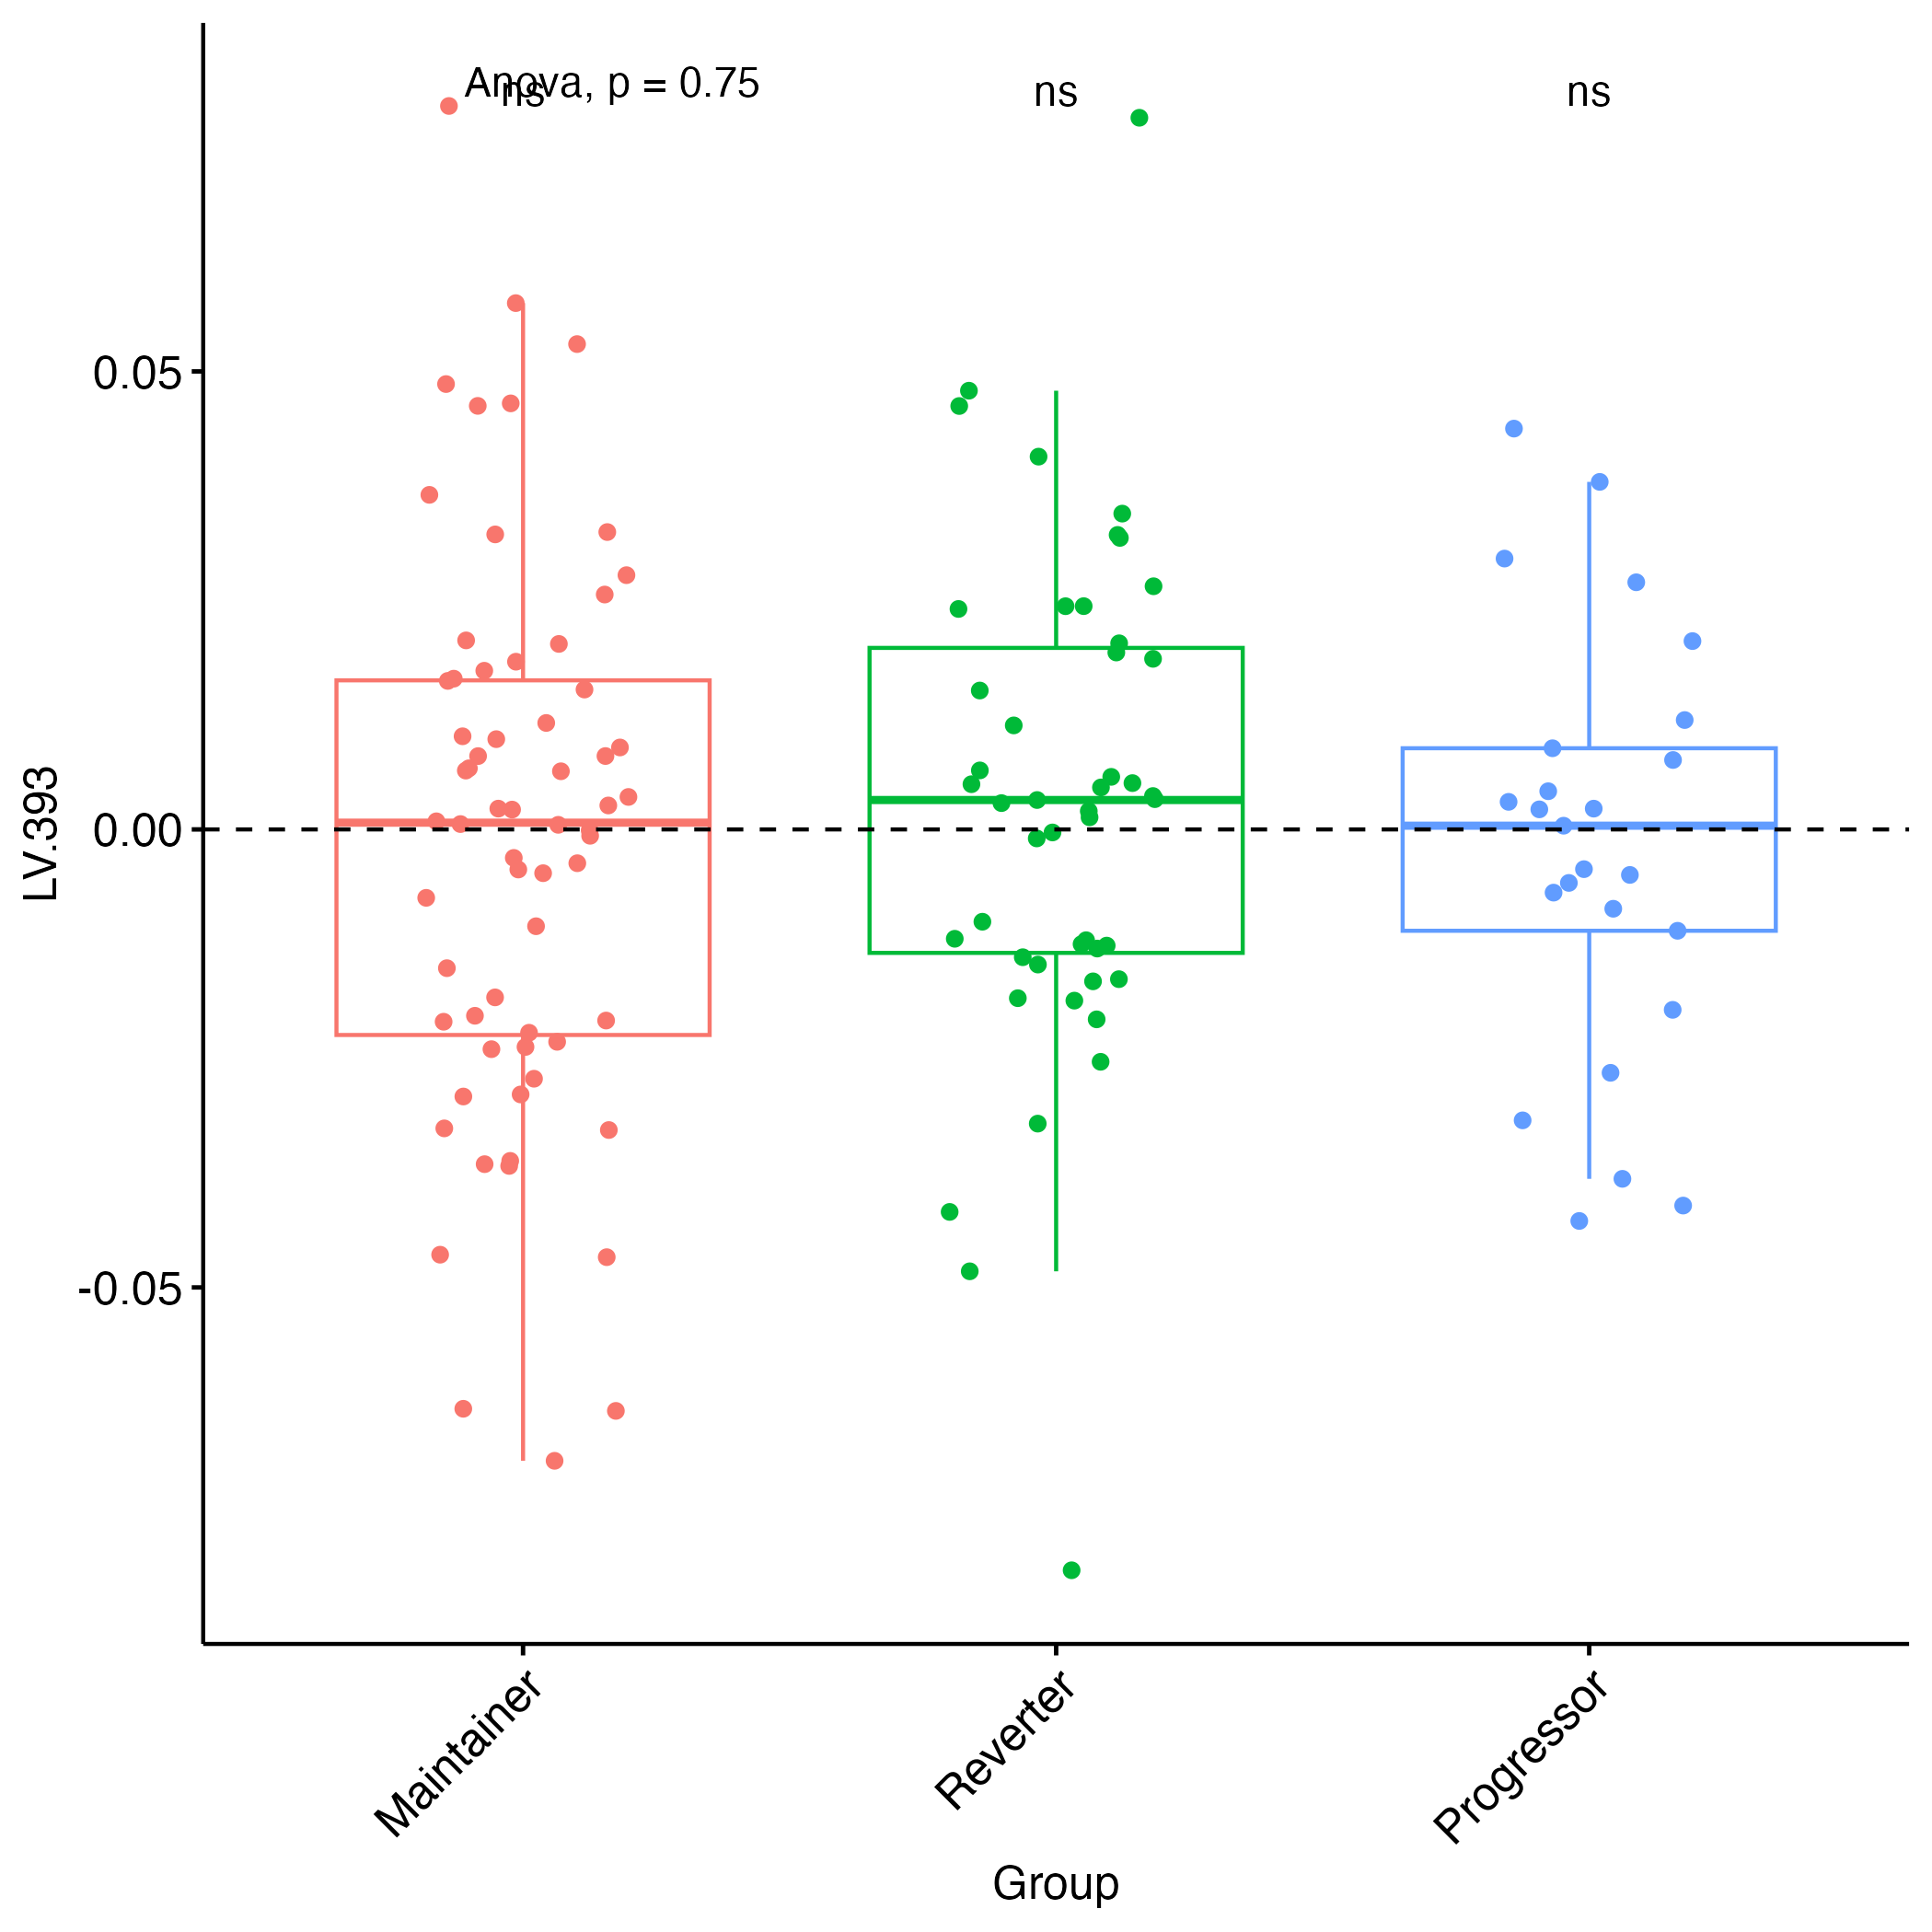 Anova, p = 0.75
ns
ns
ns
0.05
0.00
-0.05
LV.393
Maintainer
Reverter
Progressor
Group